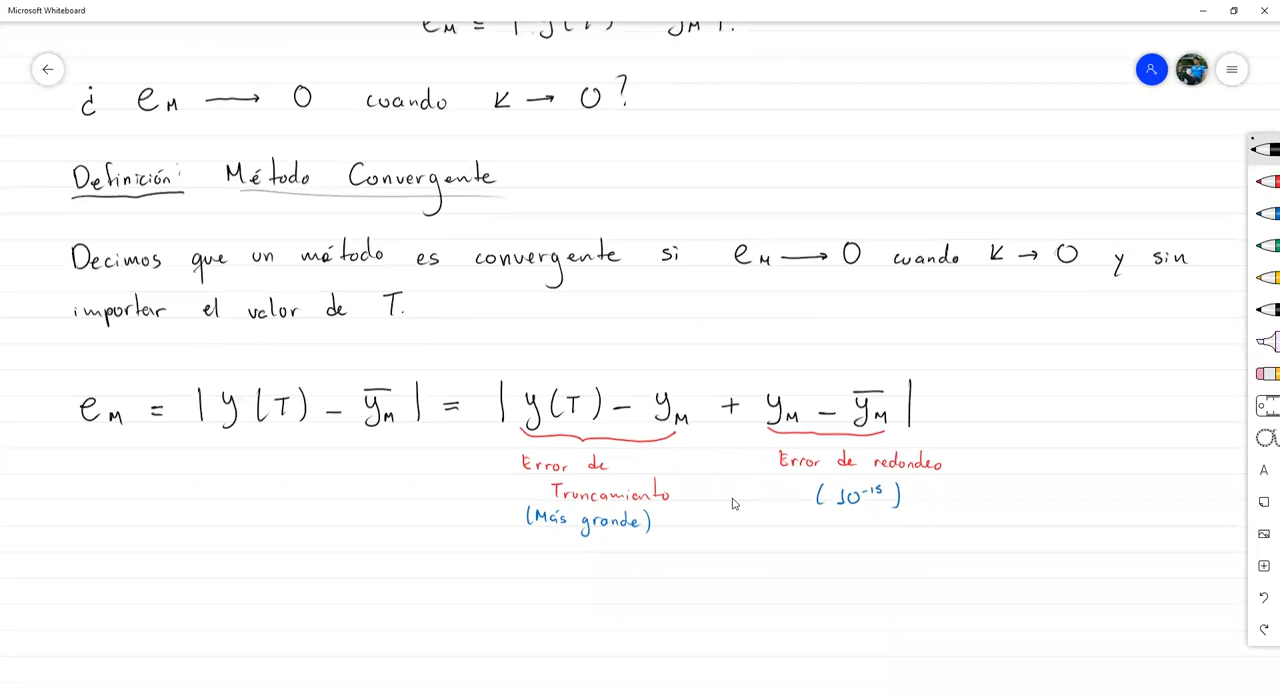 Microsoft Whiteboard
¿ e_M → 0 cuando K → 0?
Definición: Método Convergente
Decimos que un método es convergente si e_M → 0 cuando K → 0 y sin
importar el valor de T.
e_M = | y(T) - ȳ_M | = | y(T) - y_M + y_M - ȳ_M |
Error de Truncamiento
(Más grande)
Error de redondeo
(10⁻¹⁵)
A